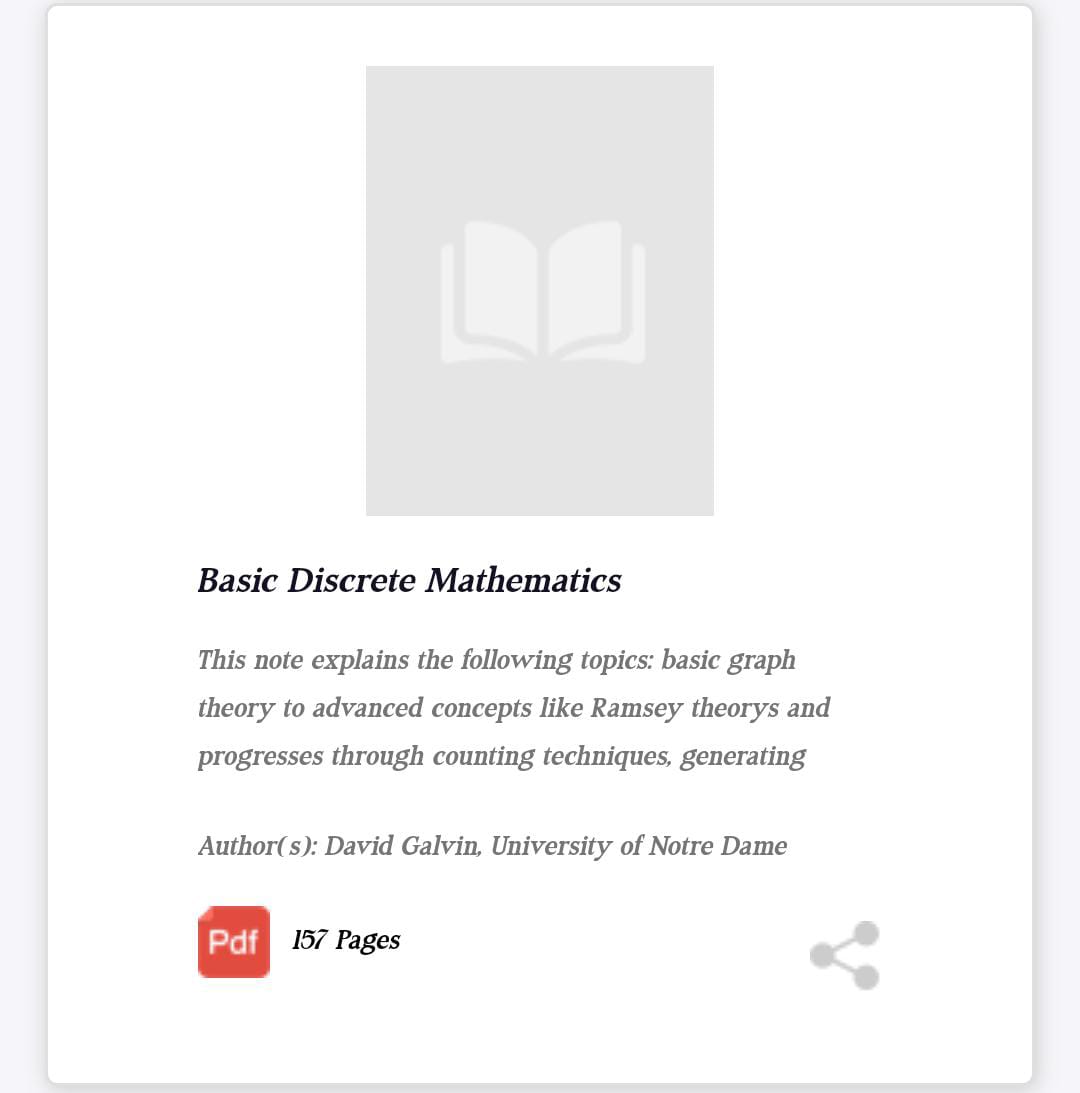 Basic Discrete Mathematics
This note explains the following topics: basic graph
theory to advanced concepts like Ramsey theorys and
progresses through counting techniques, generating
Author(s): David Galvin, University of Notre Dame
Pdf 157 Pages